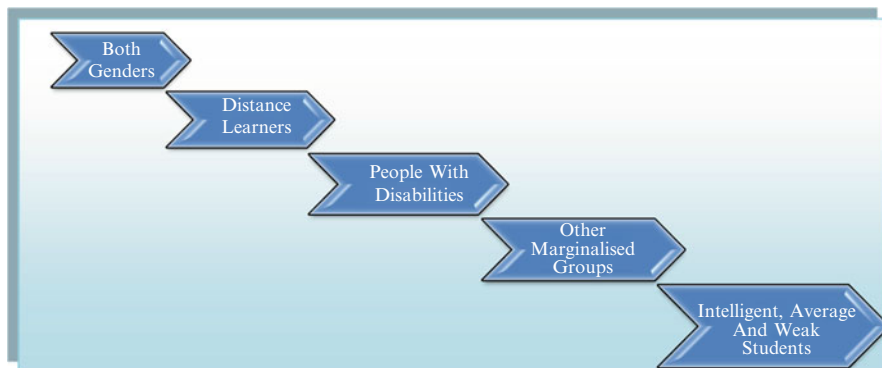 Both
Genders
Distance
Learners
People With
Disabilities
Other
Marginalised
Groups
Intelligent, Average
And Weak
Students